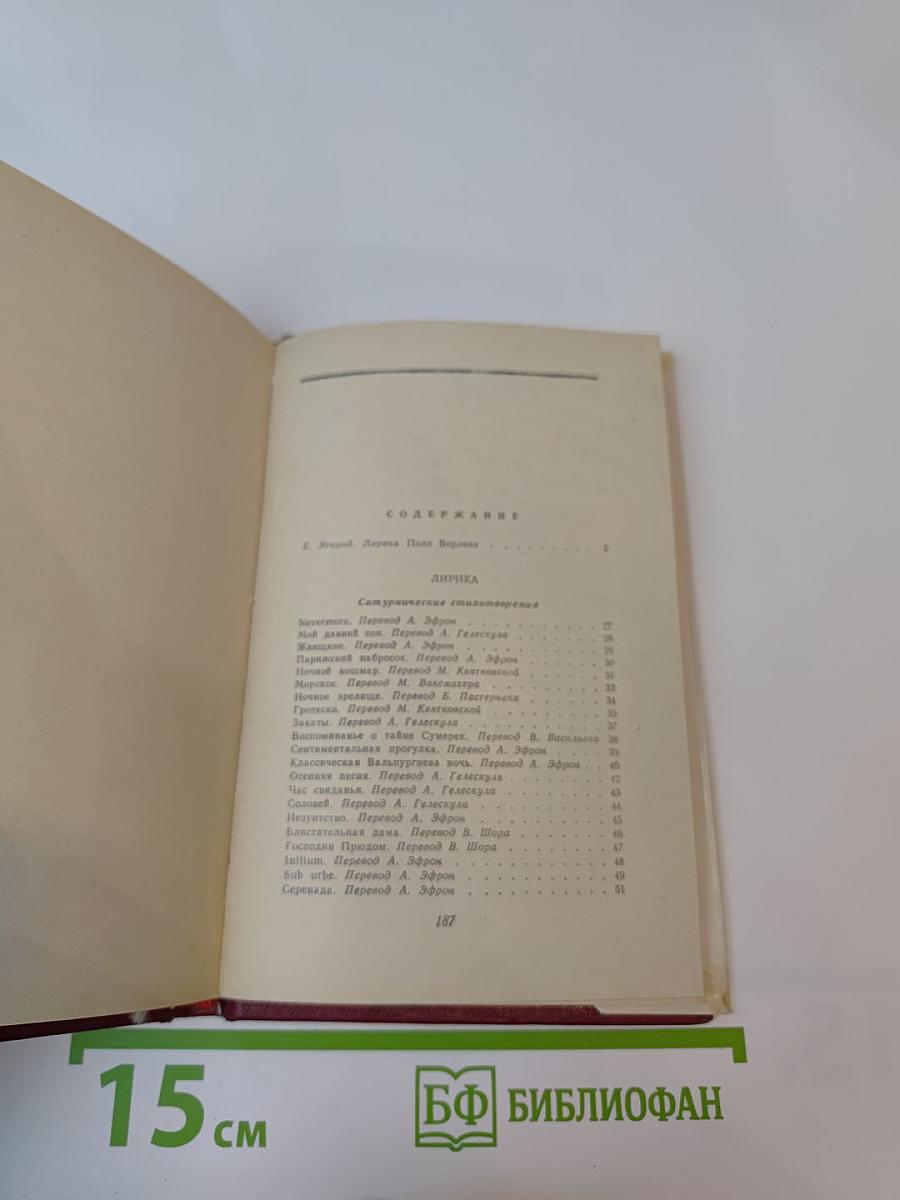 СОДЕРЖАНИЕ
Е. Эткинд. Лирика Поля Верлена . . . . . . . . . 5
ЛИРИКА
Сатурнические стихотворения
Nevermore. Перевод А. Эфрон . . . . . . . . . . . 27
Мой давний сон. Перевод А. Гелескула . . . . . . . 28
Женщине. Перевод А. Эфрон . . . . . . . . . . . 29
Парижский набросок. Перевод А. Эфрон . . . . . . 30
Ночной кошмар. Перевод М. Квятковской . . . . . . 31
Морское. Перевод М. Ваксмахера . . . . . . . . . 33
Ночное зрелище. Перевод Б. Пастернака . . . . . . 34
Гротески. Перевод М. Квятковской . . . . . . . . 35
Закаты. Перевод А. Гелескула . . . . . . . . . . 37
Воспоминанье о тайне Сумерек. Перевод В. Васильева 38
Сентиментальная прогулка. Перевод А. Эфрон . . . . 39
Классическая Вальпургиева ночь. Перевод А. Эфрон . . 40
Осенняя песня. Перевод А. Гелескула . . . . . . . 42
Час свиданья. Перевод А. Гелескула . . . . . . . . 43
Соловей. Перевод А. Гелескула . . . . . . . . . . 44
Иезуитство. Перевод А. Эфрон . . . . . . . . . . 45
Блистательная дама. Перевод В. Шора . . . . . . . 46
Господин Прюдом. Перевод В. Шора . . . . . . . . 47
Initium. Перевод А. Эфрон . . . . . . . . . . . 48
Sub urbe. Перевод А. Эфрон . . . . . . . . . . . 49
Серенада. Перевод А. Эфрон . . . . . . . . . . . 51
187
15 см
БФ БИБЛИОФАН